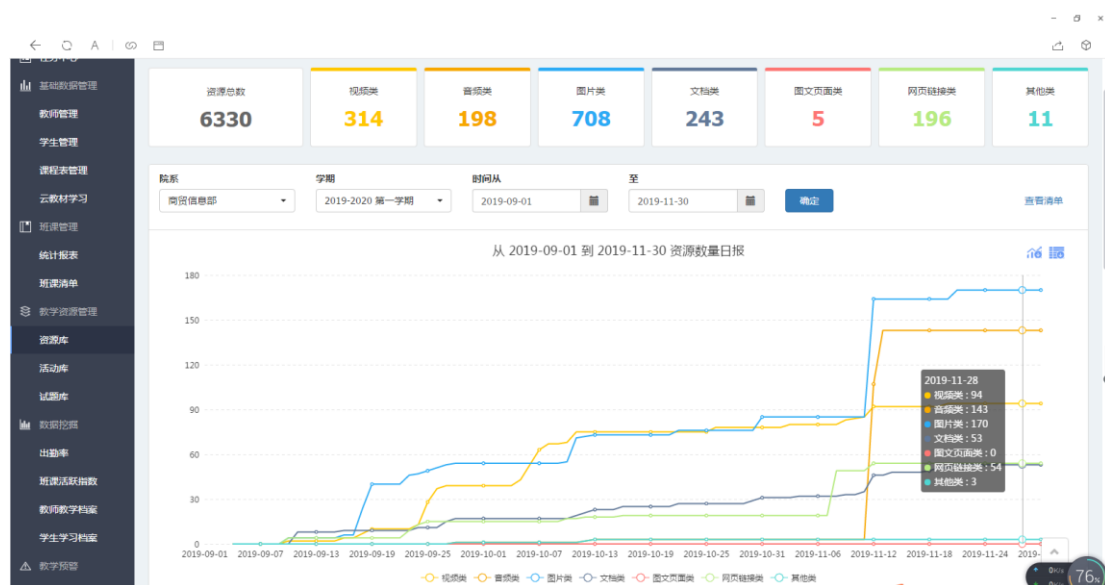 A
基础数据管理
教师管理
学生管理
课程表管理
云教材学习
班课管理
统计报表
班课清单
教学资源管理
资源库
活动库
试题库
数据挖掘
出勤率
班课活跃指数
教师教学档案
学生学习档案
教学预警
资源总数
6330
视频类
314
音频类
198
图片类
708
文档类
243
图文页面类
5
网页链接类
196
其他类
11
院系
商贸信息部
学期
2019-2020 第一学期
时间从
2019-09-01
至
2019-11-30
确定
查看清单
从 2019-09-01 到 2019-11-30 资源数量日报
180
150
120
90
60
30
0
2019-11-28
视频类 : 94
音频类 : 143
图片类 : 170
文档类 : 53
图文页面类 : 0
网页链接类 : 54
其他类 : 3
2019-09-01 2019-09-07 2019-09-13 2019-09-19 2019-09-25 2019-10-01 2019-10-07 2019-10-13 2019-10-19 2019-10-25 2019-10-31 2019-11-06 2019-11-12 2019-11-18 2019-11-24 2019-
视频类 音频类 图片类 文档类 图文页面类 网页链接类 其他类
76%